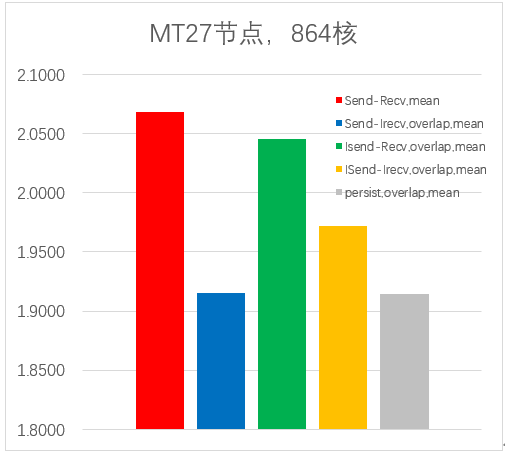 MT27节点，864核
2.1000
2.0500
2.0000
1.9500
1.9000
1.8500
1.8000
Send-Recv,mean
Send-Irecv,overlap,mean
Isend-Recv,overlap,mean
ISend-Irecv,overlap,mean
persist,overlap,mean